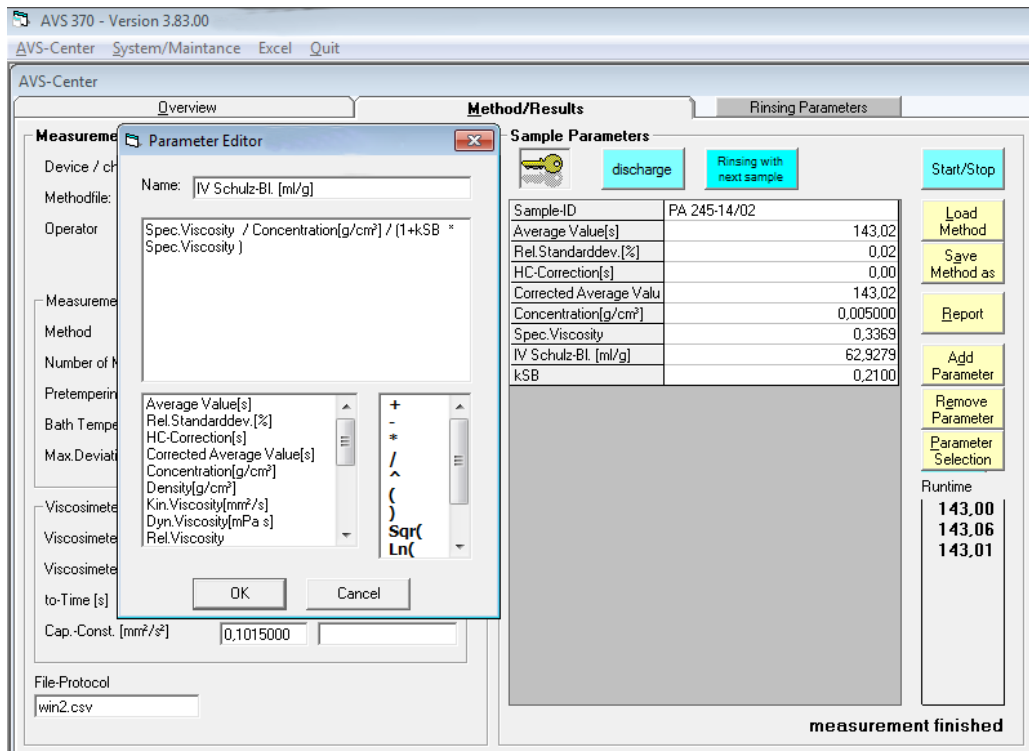 AVS 370 - Version 3.83.00
AVS-Center System/Maintance Excel Quit
AVS-Center
Overview Method/Results Rinsing Parameters
Measureme
Device / ch
Methodfile:
Operator
Measureme
Method
Number of M
Pretemperin
Bath Tempe
Max.Deviati
Viscosimete
Viscosimete
Viscosimete
to-Time [s]
Cap.-Const. [mm²/s²] 0,1015000
File-Protocol
win2.csv
Parameter Editor
Name: IV Schulz-Bl. [ml/g]
Spec.Viscosity / Concentration[g/cm³] / (1+kSB *
Spec.Viscosity )
Average Value[s]
Rel.Standarddev.[%]
HC-Correction[s]
Corrected Average Value[s]
Concentration[g/cm³]
Density[g/cm³]
Kin.Viscosity[mm²/s]
Dyn.Viscosity[mPa s]
Rel.Viscosity
+
-
*
/
^
(
)
Sqr(
Ln(
OK Cancel
Sample Parameters
discharge
Rinsing with
next sample
Sample-ID PA 245-14/02
Average Value[s] 143,02
Rel.Standarddev.[%] 0,02
HC-Correction[s] 0,00
Corrected Average Valu 143,02
Concentration[g/cm³] 0,005000
Spec.Viscosity 0,3369
IV Schulz-Bl. [ml/g] 62,9279
kSB 0,2100
Start/Stop
Load
Method
Save
Method as
Report
Add
Parameter
Remove
Parameter
Parameter
Selection
Runtime
143,00
143,06
143,01
measurement finished